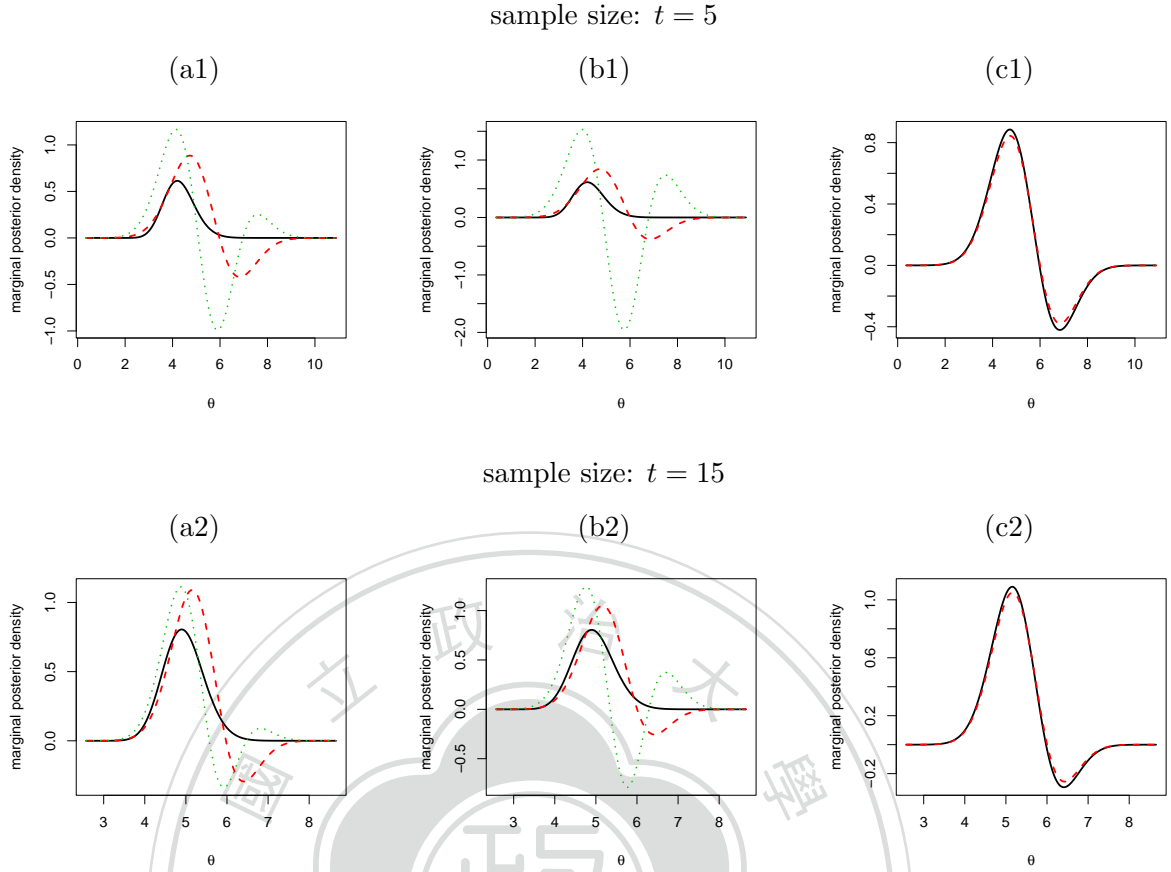 sample size: t = 5
(a1) (b1) (c1)
marginal posterior density
−1.0 −0.5 0.0 0.5 1.0
0 2 4 6 8 10
θ
marginal posterior density
−2.0 −1.0 0.0 1.0
0 2 4 6 8 10
θ
marginal posterior density
−0.4 0.0 0.4 0.8
0 2 4 6 8 10
θ
sample size: t = 15
(a2) (b2) (c2)
marginal posterior density
0.0 0.5 1.0
3 4 5 6 7 8
θ
marginal posterior density
−0.5 0.0 0.5 1.0
3 4 5 6 7 8
θ
marginal posterior density
−0.2 0.2 0.6 1.0
3 4 5 6 7 8
θ
國立政治大學